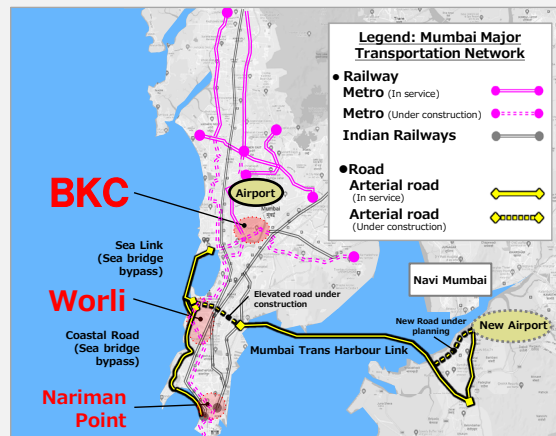 Legend: Mumbai Major
Transportation Network
● Railway
Metro (In service)
Metro (Under construction)
Indian Railways
●Road
Arterial road
(In service)
Arterial road
(Under construction)
BKC
Airport
Mumbai
Sea Link
(Sea bridge
bypass)
Worli
Elevated road under
construction
Navi Mumbai
Coastal Road
(Sea bridge
bypass)
Mumbai Trans Harbour Link
New Road under
planning
New Airport
Nariman
Point